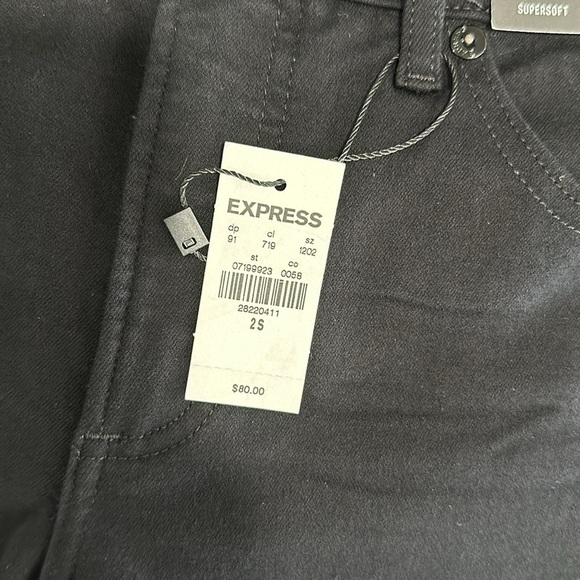 SUPERSOFT
EXPRESS
dp cl sz
91 719 1202
st co
07199923 0058
28220411
2S
$80.00